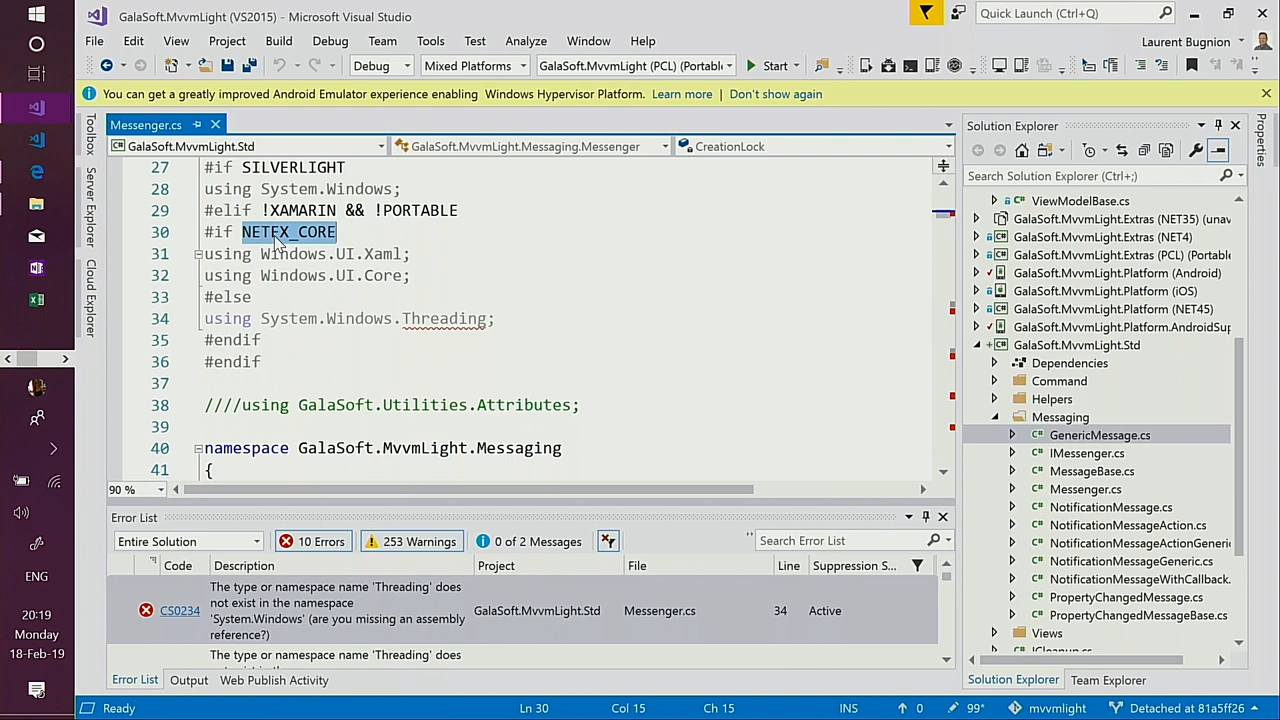 GalaSoft.MvvmLight (VS2015) - Microsoft Visual Studio
Quick Launch (Ctrl+Q)
File Edit View Project Build Debug Team Tools Test Analyze Window Help
Laurent Bugnion
Debug Mixed Platforms GalaSoft.MvvmLight (PCL) (Portabl Start
You can get a greatly improved Android Emulator experience enabling Windows Hypervisor Platform. Learn more | Don't show again
Toolbox
Server Explorer
Cloud Explorer
Messenger.cs
GalaSoft.MvvmLight.Std GalaSoft.MvvmLight.Messaging.Messenger CreationLock
27 #if SILVERLIGHT
28 using System.Windows;
29 #elif !XAMARIN && !PORTABLE
30 #if NETFX_CORE
31 using Windows.UI.Xaml;
32 using Windows.UI.Core;
33 #else
34 using System.Windows.Threading;
35 #endif
36 #endif
37
38 ////using GalaSoft.Utilities.Attributes;
39
40 namespace GalaSoft.MvvmLight.Messaging
41 {
90 %
Solution Explorer
Search Solution Explorer (Ctrl+;)
ViewModelBase.cs
GalaSoft.MvvmLight.Extras (NET35) (unav
GalaSoft.MvvmLight.Extras (NET4)
GalaSoft.MvvmLight.Extras (PCL) (Portable
GalaSoft.MvvmLight.Platform (Android)
GalaSoft.MvvmLight.Platform (iOS)
GalaSoft.MvvmLight.Platform (NET45)
GalaSoft.MvvmLight.Platform.AndroidSup
GalaSoft.MvvmLight.Std
Dependencies
Command
Helpers
Messaging
GenericMessage.cs
IMessenger.cs
MessageBase.cs
Messenger.cs
NotificationMessage.cs
NotificationMessageAction.cs
NotificationMessageActionGeneric
NotificationMessageGeneric.cs
NotificationMessageWithCallback.
PropertyChangedMessage.cs
PropertyChangedMessageBase.cs
Views
ICleanup.cs
Solution Explorer Team Explorer
Properties
Error List
Entire Solution 10 Errors 253 Warnings 0 of 2 Messages Search Error List
Code Description Project File Line Suppression S...
CS0234 The type or namespace name 'Threading' does
not exist in the namespace
'System.Windows' (are you missing an assembly
reference?)
GalaSoft.MvvmLight.Std Messenger.cs 34 Active
The type or namespace name 'Threading' does
Error List Output Web Publish Activity
Ready Ln 30 Col 15 Ch 15 INS 0 99* mvvmlight Detached at 81a5ff26
ENG
20:19
Monday
18-Feb-19